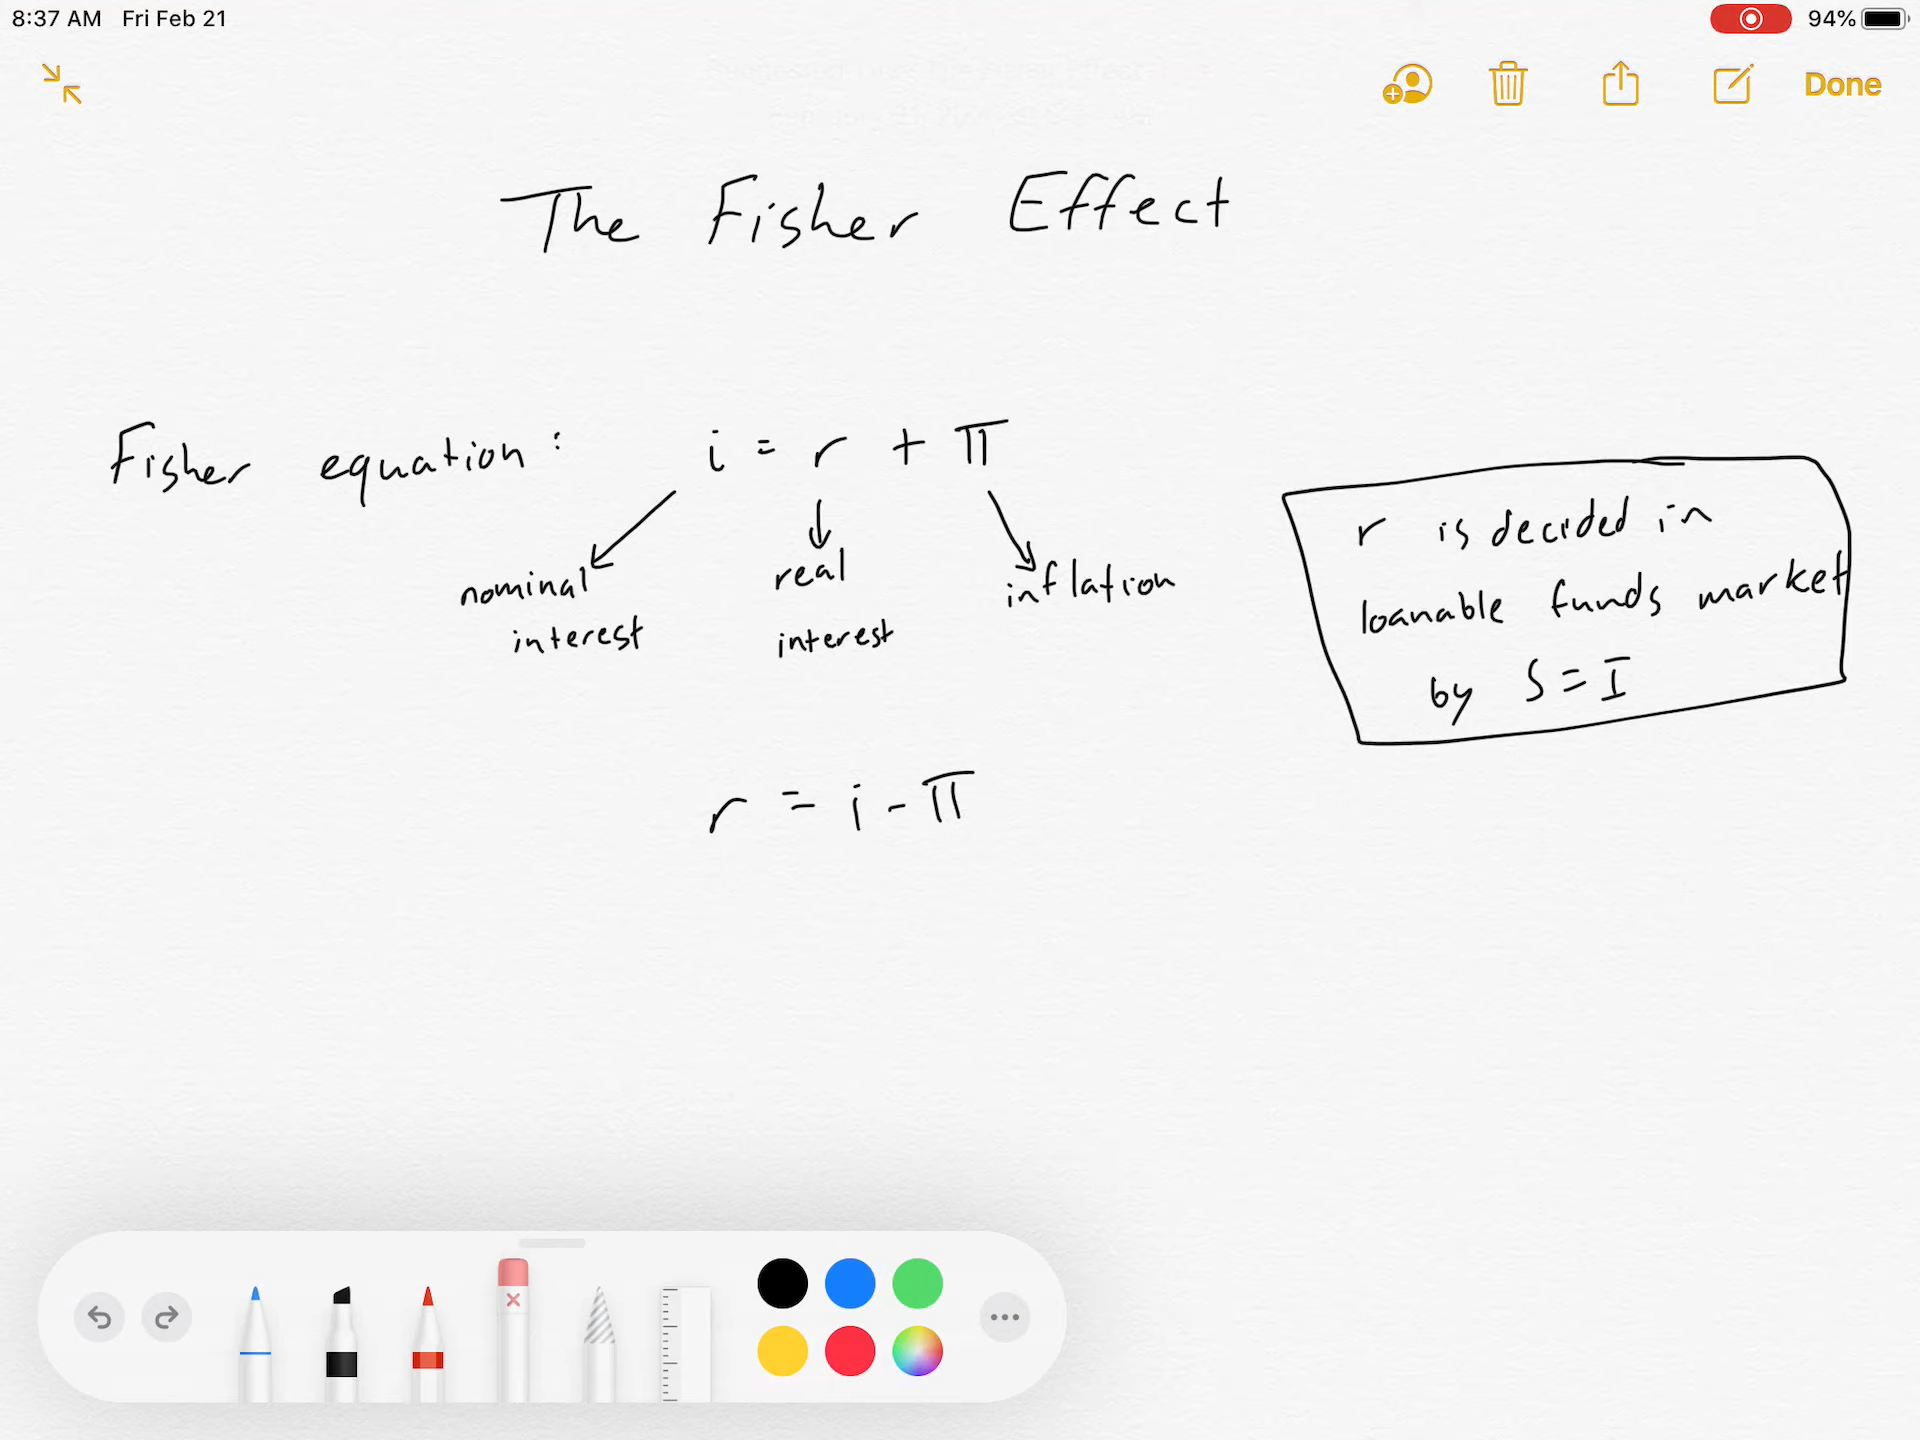 8:37 AM Fri Feb 21
94%
Done
The Fisher Effect
Fisher equation: i = r + π
nominal interest
real interest
inflation
r is decided in
loanable funds market
by S = I
r = i - π